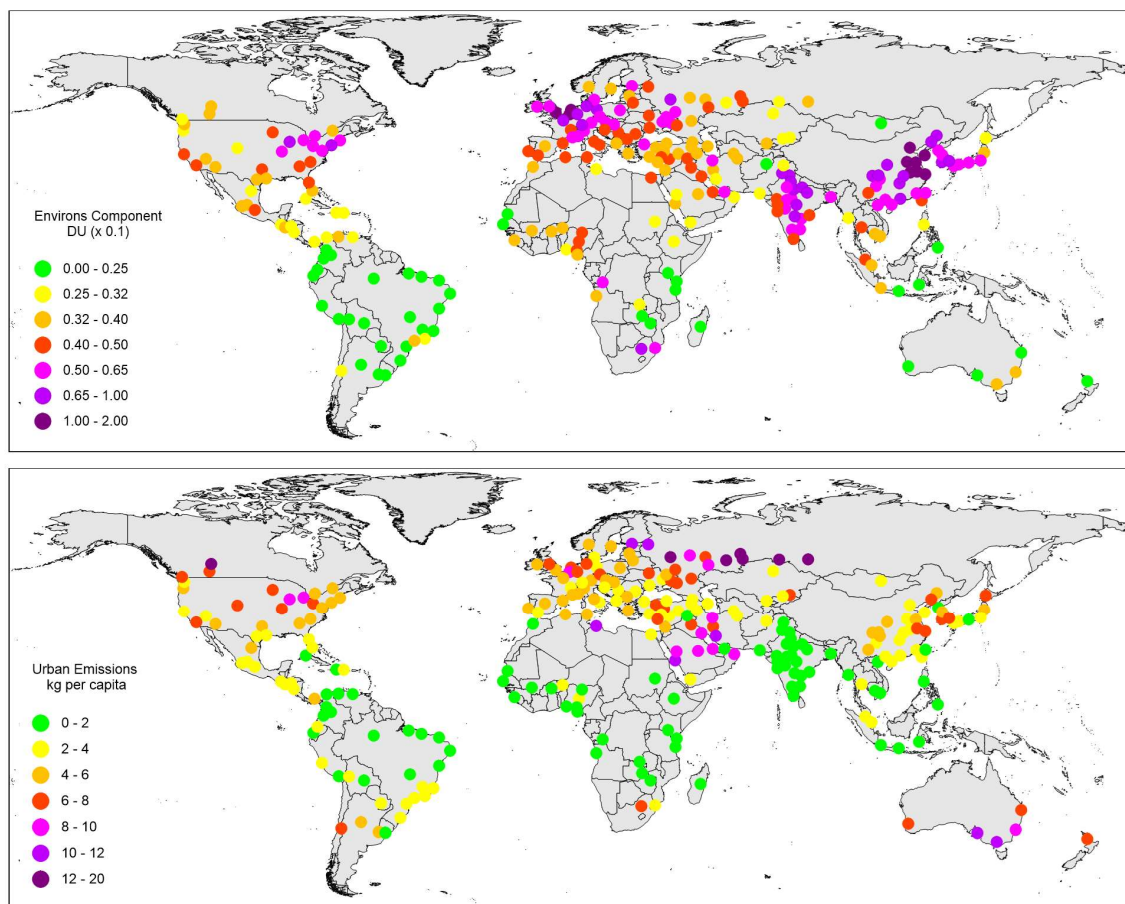 Environs Component
DU (x 0.1)
0.00 - 0.25
0.25 - 0.32
0.32 - 0.40
0.40 - 0.50
0.50 - 0.65
0.65 - 1.00
1.00 - 2.00
Urban Emissions
kg per capita
0 - 2
2 - 4
4 - 6
6 - 8
8 - 10
10 - 12
12 - 20